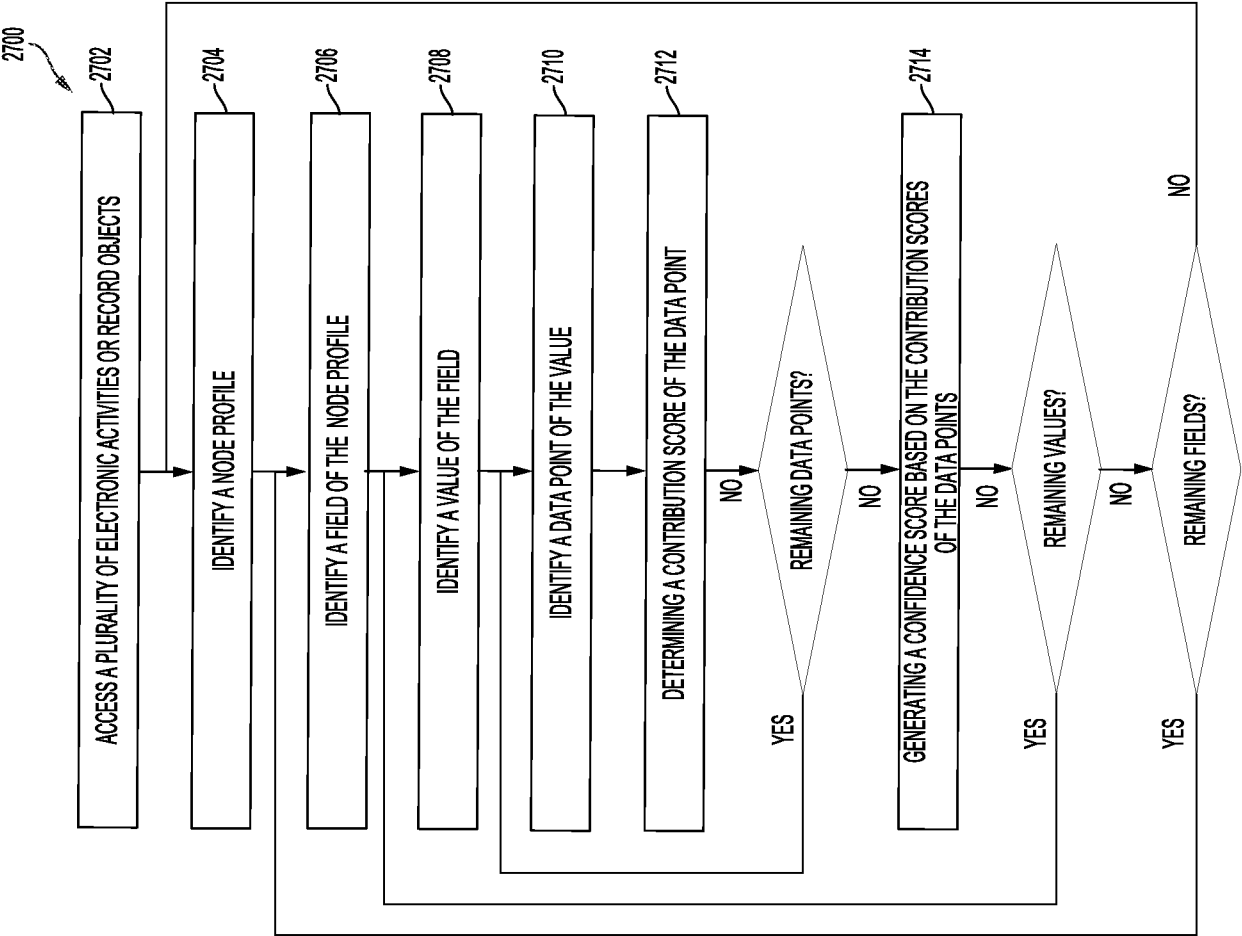 2700
2702
ACCESS A PLURALITY OF ELECTRONIC ACTIVITIES OR RECORD OBJECTS
2704
IDENTIFY A NODE PROFILE
2706
IDENTIFY A FIELD OF THE NODE PROFILE
2708
IDENTIFY A VALUE OF THE FIELD
2710
IDENTIFY A DATA POINT OF THE VALUE
2712
DETERMINING A CONTRIBUTION SCORE OF THE DATA POINT
NO
REMAINING DATA POINTS?
YES
NO
2714
GENERATING A CONFIDENCE SCORE BASED ON THE CONTRIBUTION SCORES
OF THE DATA POINTS
NO
REMAINING VALUES?
YES
NO
REMAINING FIELDS?
YES
NO